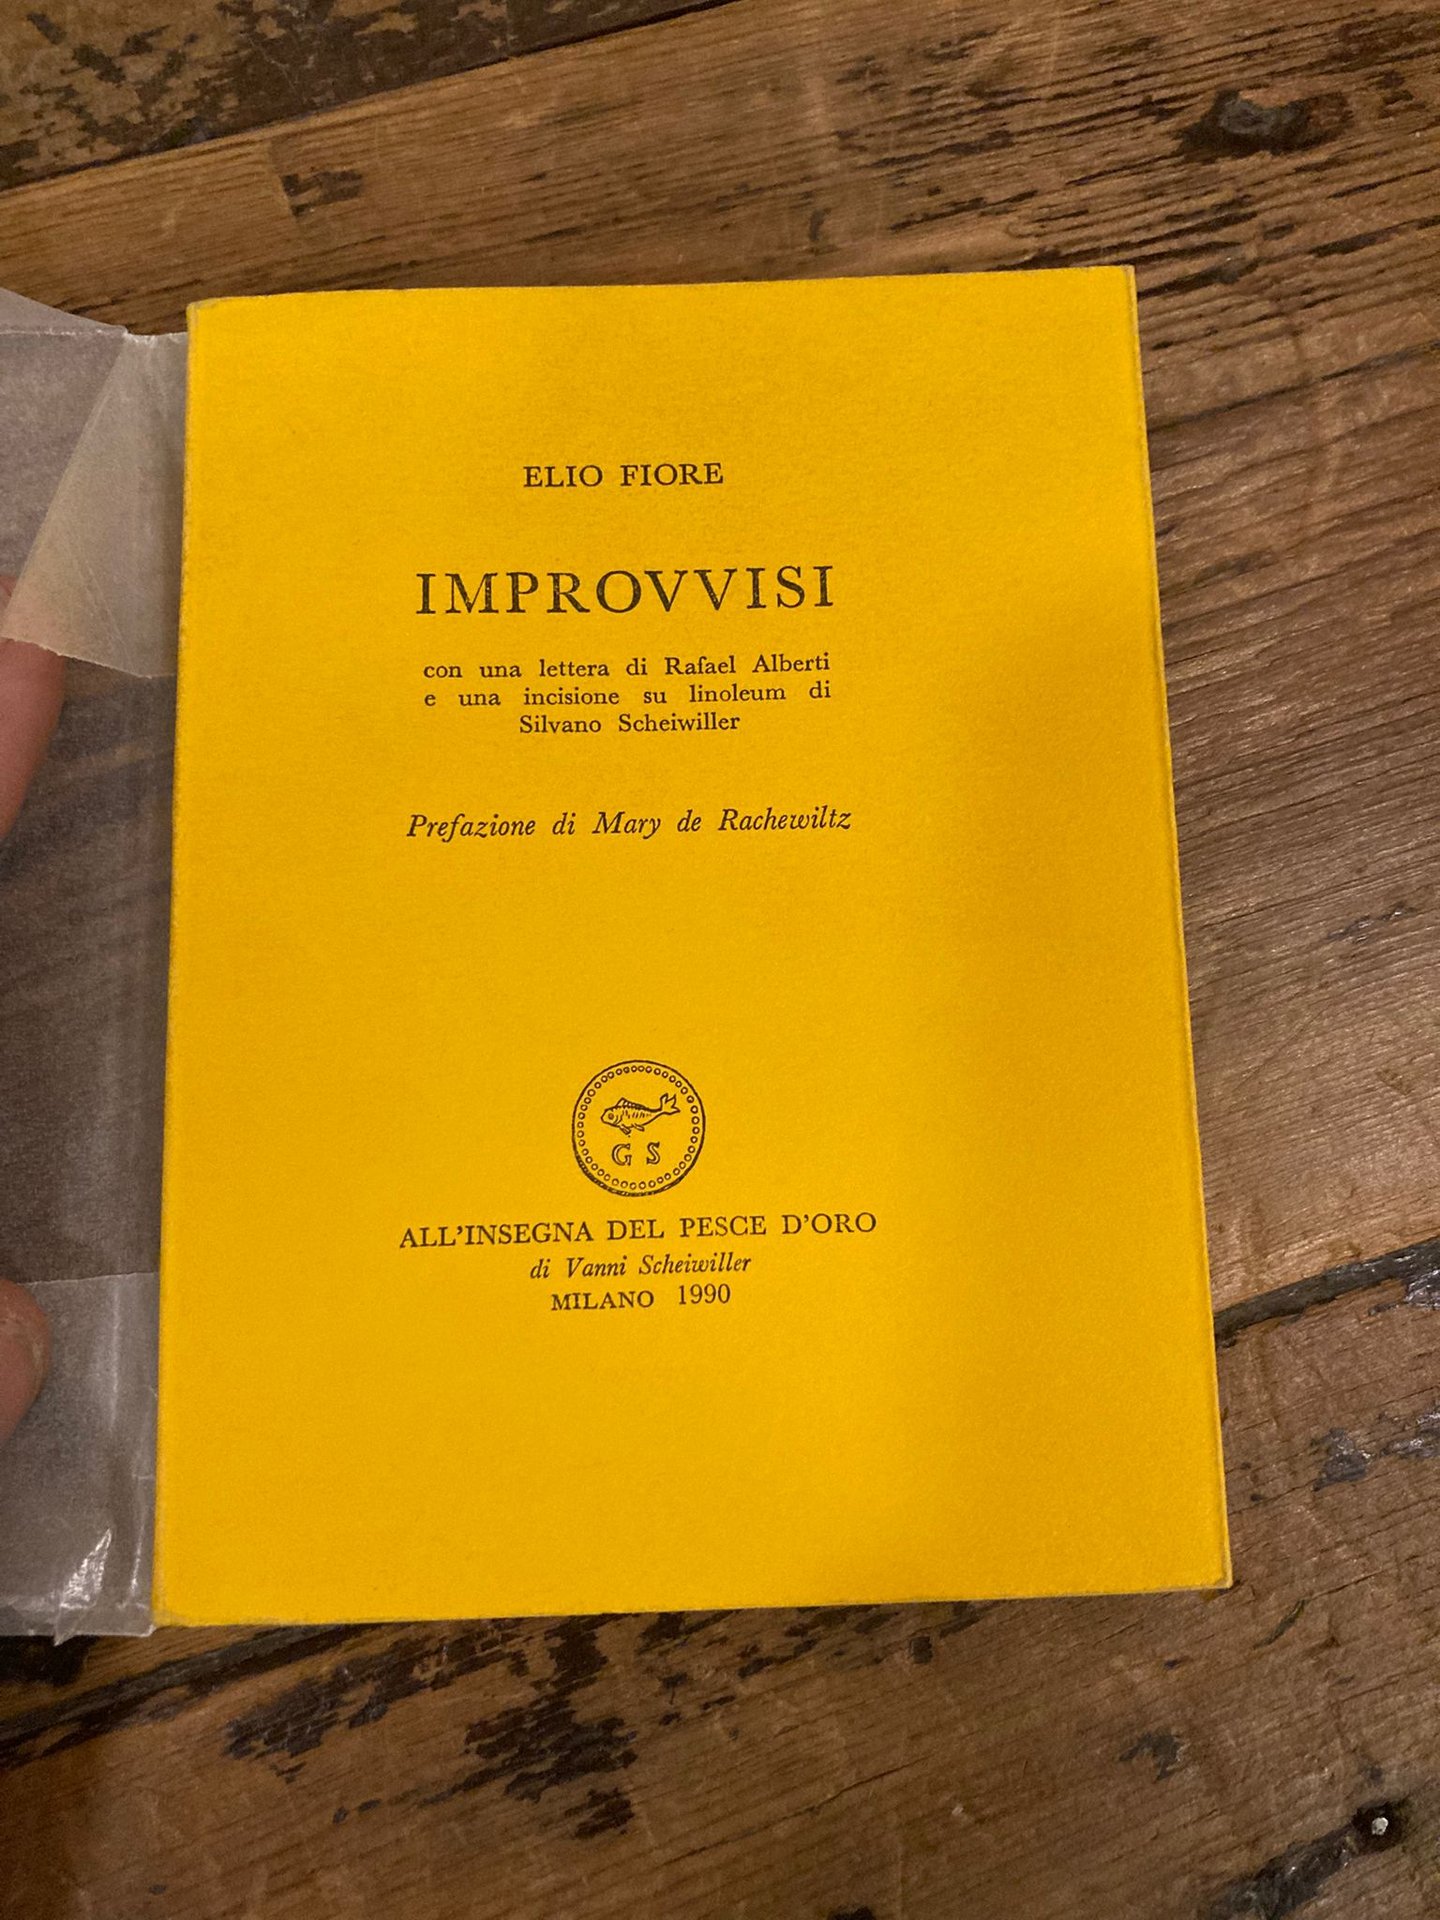 ELIO FIORE
IMPROVVISI
con una lettera di Rafael Alberti
e una incisione su linoleum di
Silvano Scheiwiller
Prefazione di Mary de Rachewiltz
G S
ALL'INSEGNA DEL PESCE D'ORO
di Vanni Scheiwiller
MILANO 1990